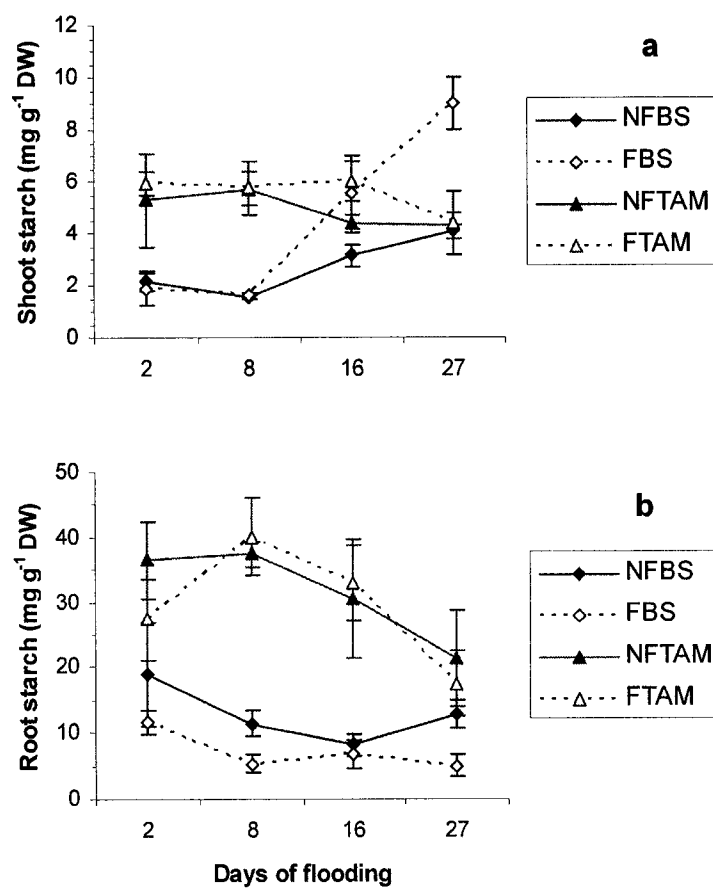 12
10
8
6
4
2
0
Shoot starch (mg g⁻¹ DW)
2 8 16 27
a
NFBS
FBS
NFTAM
FTAM
50
40
30
20
10
0
Root starch (mg g⁻¹ DW)
2 8 16 27
Days of flooding
b
NFBS
FBS
NFTAM
FTAM